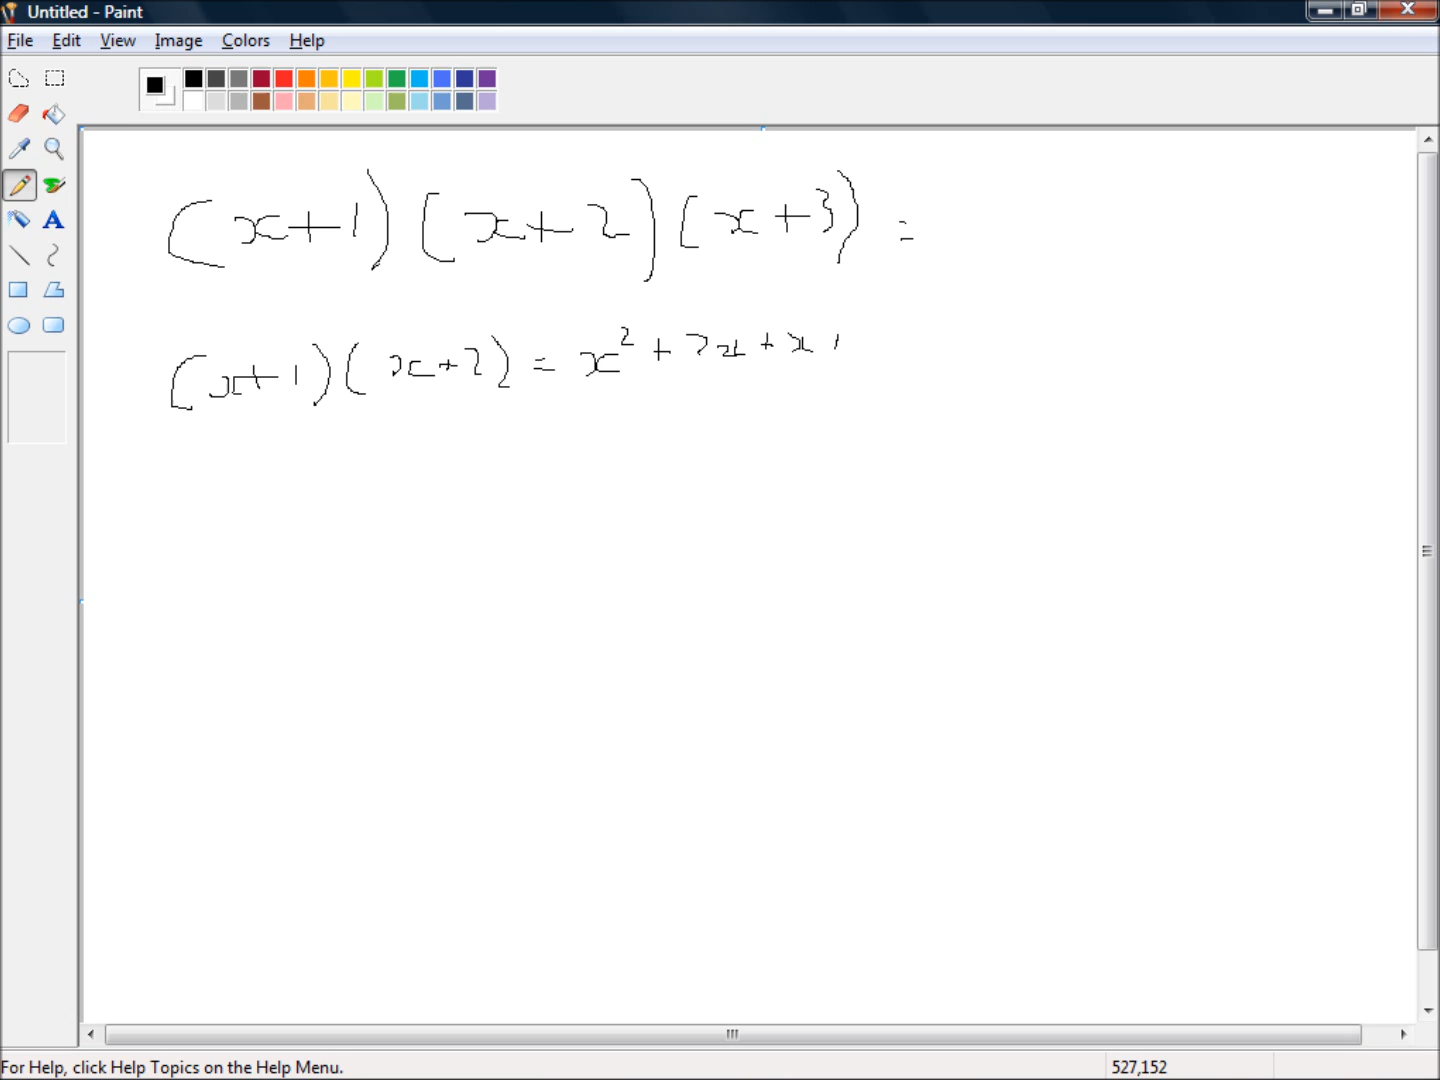 Untitled - Paint
File Edit View Image Colors Help
(x+1)(x+2)(x+3) =
(x+1)(x+2) = x² + 2x + x
For Help, click Help Topics on the Help Menu.
527,152